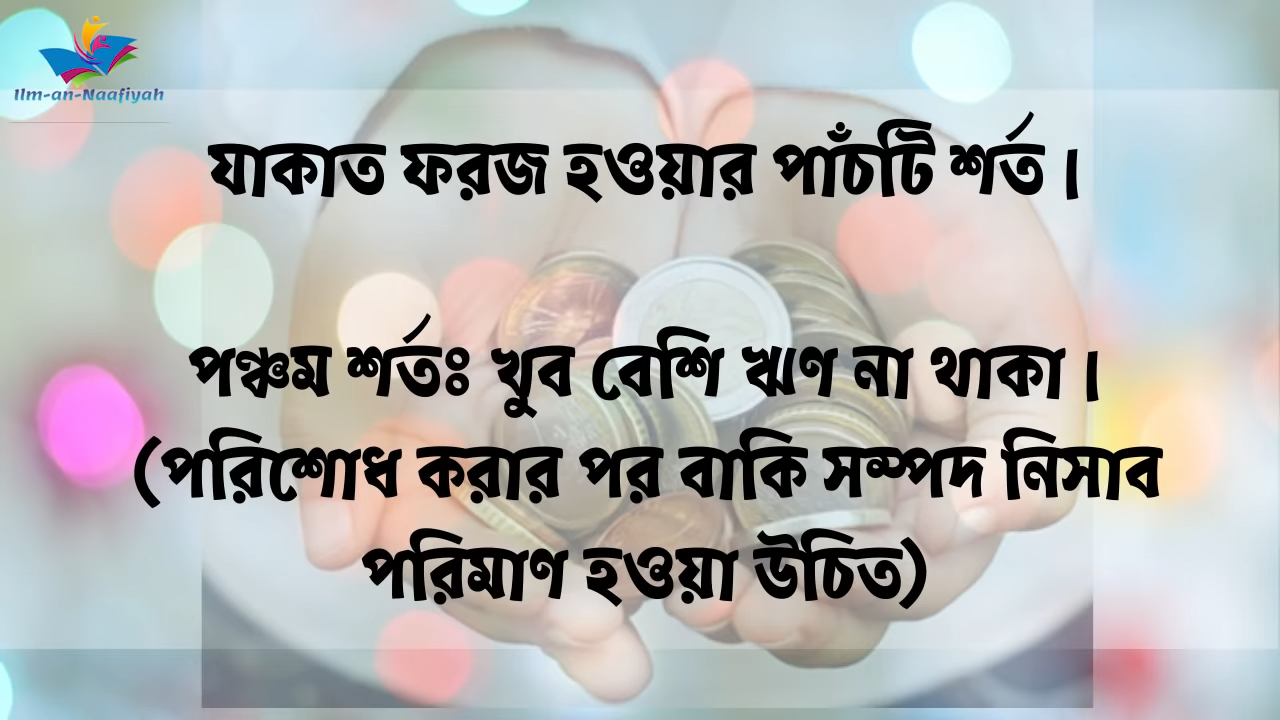 Ilm-an-Naafiyah
যাকাত ফরজ হওয়ার পাঁচটি শর্ত।
পঞ্চম শর্তঃ খুব বেশি ঋণ না থাকা।
(পরিশোধ করার পর বাকি সম্পদ নিসাব
পরিমাণ হওয়া উচিত)